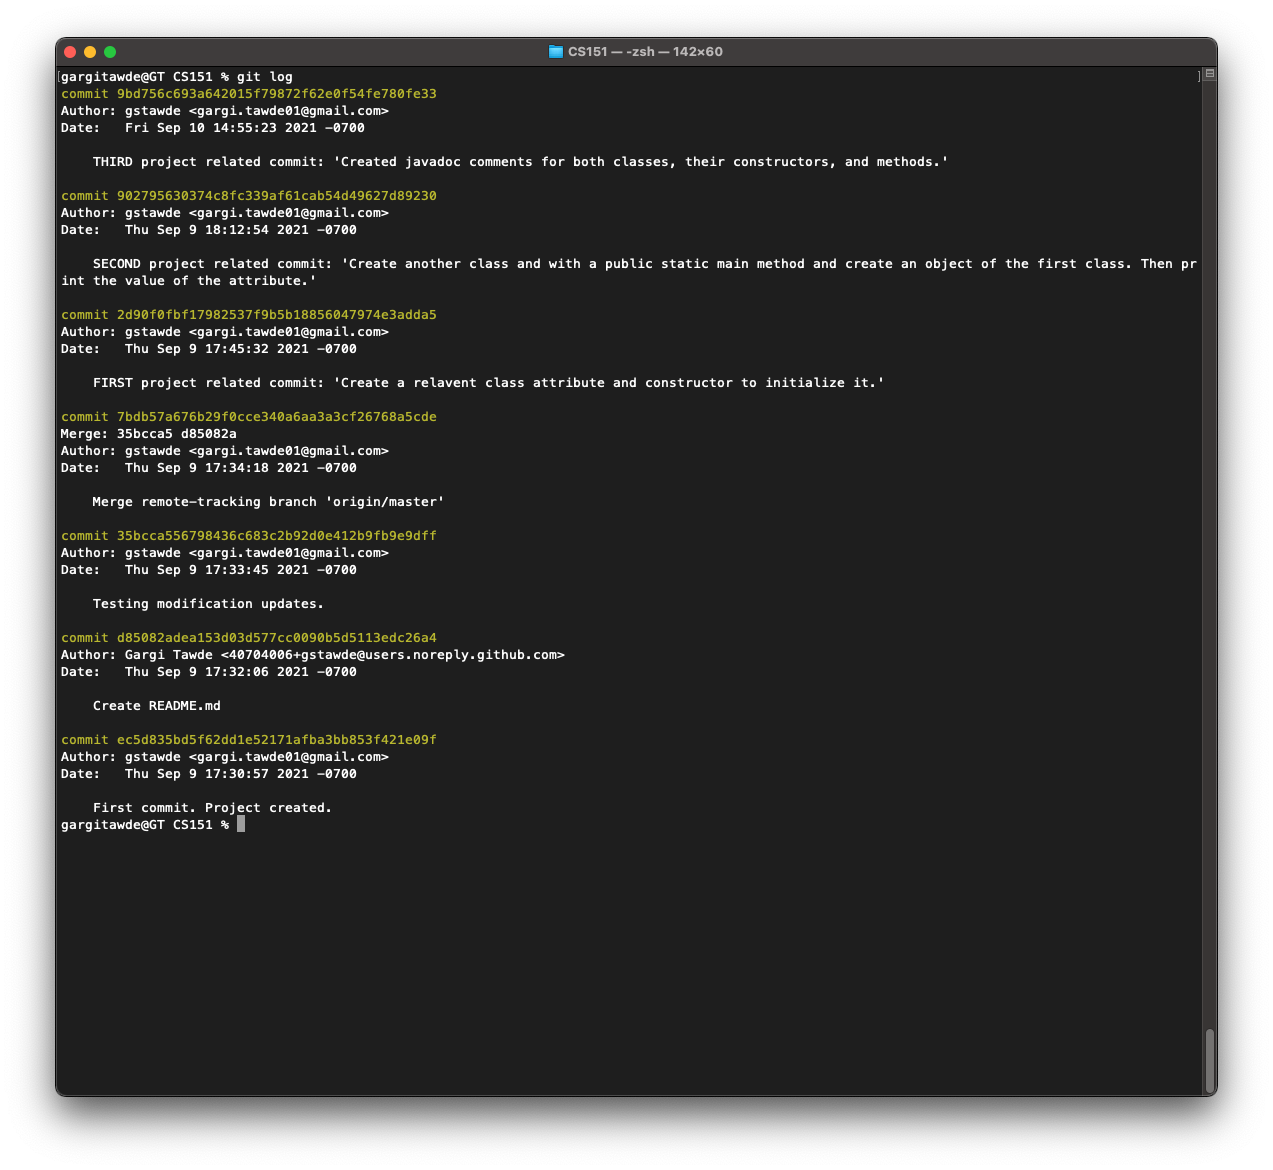 CS151 — -zsh — 142×60
[gargitawde@GT CS151 % git log ]
commit 9bd756c693a642015f79872f62e0f54fe780fe33
Author: gstawde <gargi.tawde01@gmail.com>
Date:   Fri Sep 10 14:55:23 2021 -0700
    THIRD project related commit: 'Created javadoc comments for both classes, their constructors, and methods.'
commit 902795630374c8fc339af61cab54d49627d89230
Author: gstawde <gargi.tawde01@gmail.com>
Date:   Thu Sep 9 18:12:54 2021 -0700
    SECOND project related commit: 'Create another class and with a public static main method and create an object of the first class. Then pr
int the value of the attribute.'
commit 2d90f0fbf17982537f9b5b18856047974e3adda5
Author: gstawde <gargi.tawde01@gmail.com>
Date:   Thu Sep 9 17:45:32 2021 -0700
    FIRST project related commit: 'Create a relavent class attribute and constructor to initialize it.'
commit 7bdb57a676b29f0cce340a6aa3a3cf26768a5cde
Merge: 35bcca5 d85082a
Author: gstawde <gargi.tawde01@gmail.com>
Date:   Thu Sep 9 17:34:18 2021 -0700
    Merge remote-tracking branch 'origin/master'
commit 35bcca556798436c683c2b92d0e412b9fb9e9dff
Author: gstawde <gargi.tawde01@gmail.com>
Date:   Thu Sep 9 17:33:45 2021 -0700
    Testing modification updates.
commit d85082adea153d03d577cc0090b5d5113edc26a4
Author: Gargi Tawde <40704006+gstawde@users.noreply.github.com>
Date:   Thu Sep 9 17:32:06 2021 -0700
    Create README.md
commit ec5d835bd5f62dd1e52171afba3bb853f421e09f
Author: gstawde <gargi.tawde01@gmail.com>
Date:   Thu Sep 9 17:30:57 2021 -0700
    First commit. Project created.
gargitawde@GT CS151 %